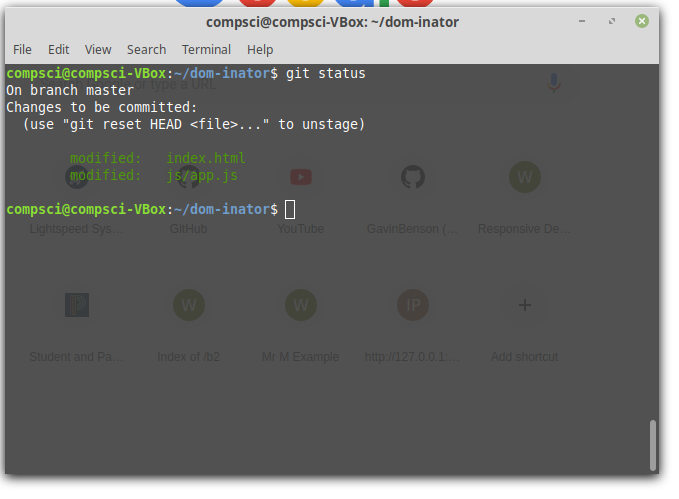 compsci@compsci-VBox: ~/dom-inator
File Edit View Search Terminal Help
compsci@compsci-VBox:~/dom-inator$ git status
or type a URL
On branch master
Changes to be committed:
(use "git reset HEAD <file>..." to unstage)
modified: index.html
modified: js/app.js
W
compsci@compsci-VBox:~/dom-inator$
Lightspeed Sys... GitHub YouTube GavinBenson (... Responsive De...
W W IP +
Student and Pa... Index of /b2 Mr M Example http://127.0.0.1:... Add shortcut